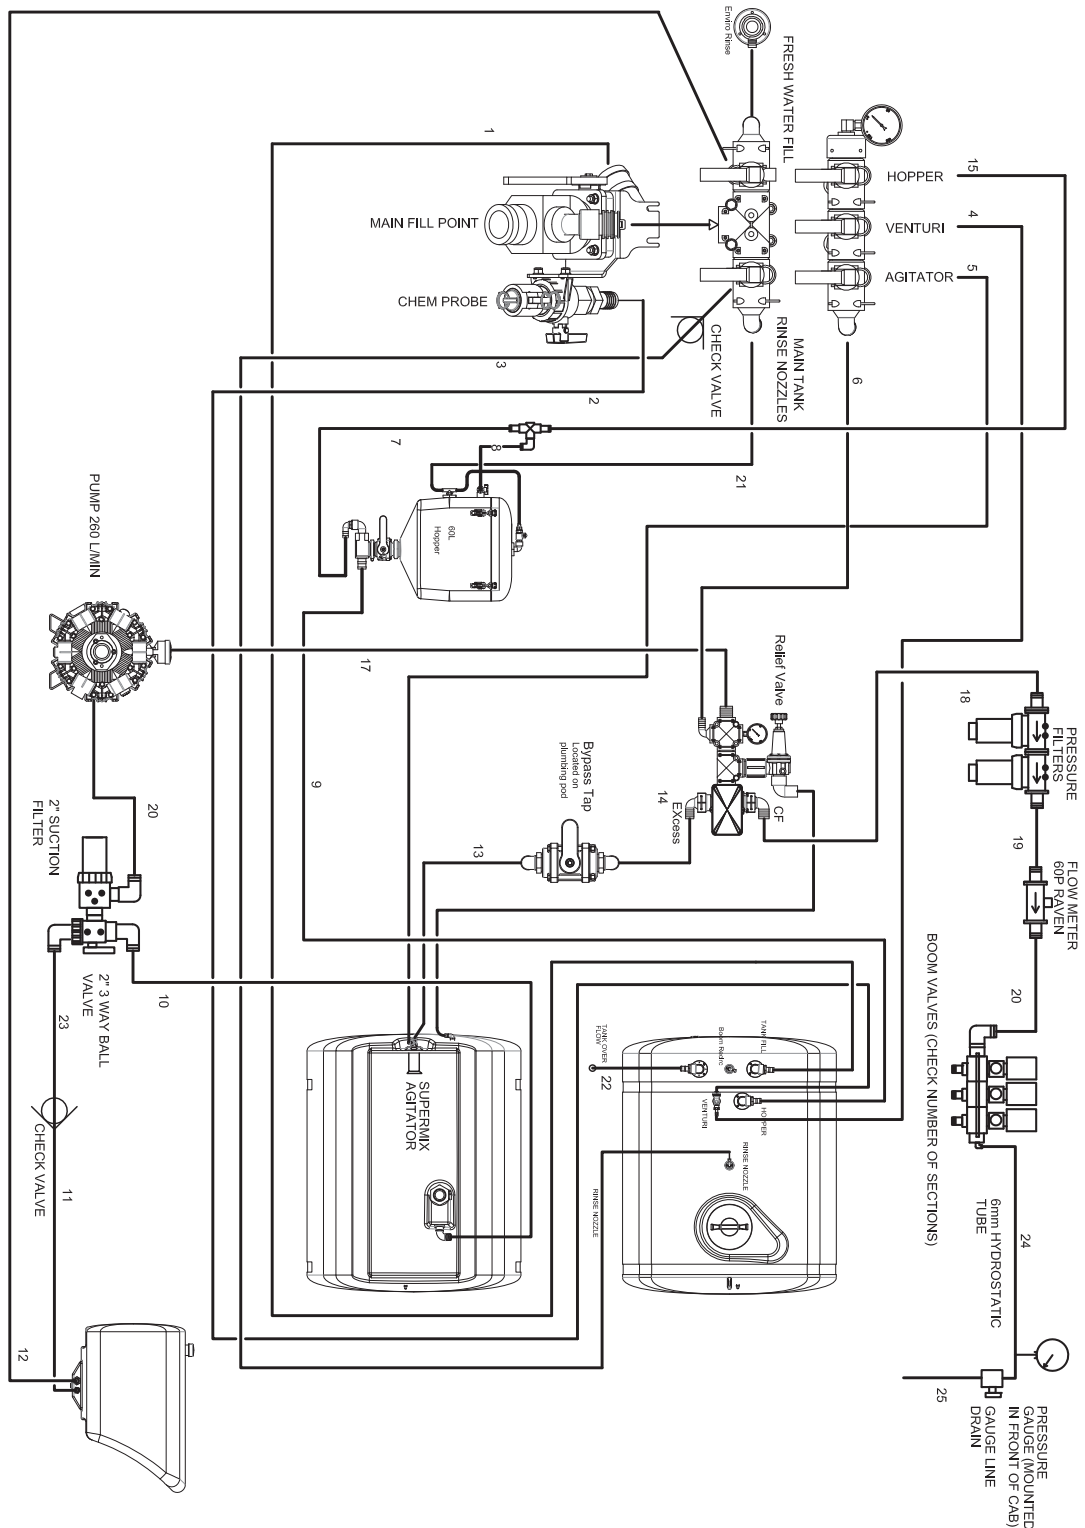 Enviro Rinse
FRESH WATER FILL
1
15
HOPPER
MAIN FILL POINT
4
VENTURI
5
AGITATOR
CHEM PROBE
3
2
CHECK VALVE
MAIN TANK
RINSE NOZZLES
6
7
8
21
60L
Hopper
PUMP 260 L/MIN
17
9
Relief Valve
18
PRESSURE
FILTERS
Bypass Tap
Located on
plumbing pod
14
EXcess
CF
20
2" SUCTION
FILTER
13
19
FLOW METER
60P RAVEN
2" 3 WAY BALL
VALVE
10
23
20
BOOM VALVES (CHECK NUMBER OF SECTIONS)
TANK OVER
FLOW
22
TANK FILL
VENTURI
HOPPER
SUPERMIX
AGITATOR
RINSE NOZZLE
RINSE NOZZLE
CHECK VALVE
11
24
6mm HYDROSTATIC
TUBE
12
25
PRESSURE
GAUGE (MOUNTED
IN FRONT OF CAB)
GAUGE LINE
DRAIN